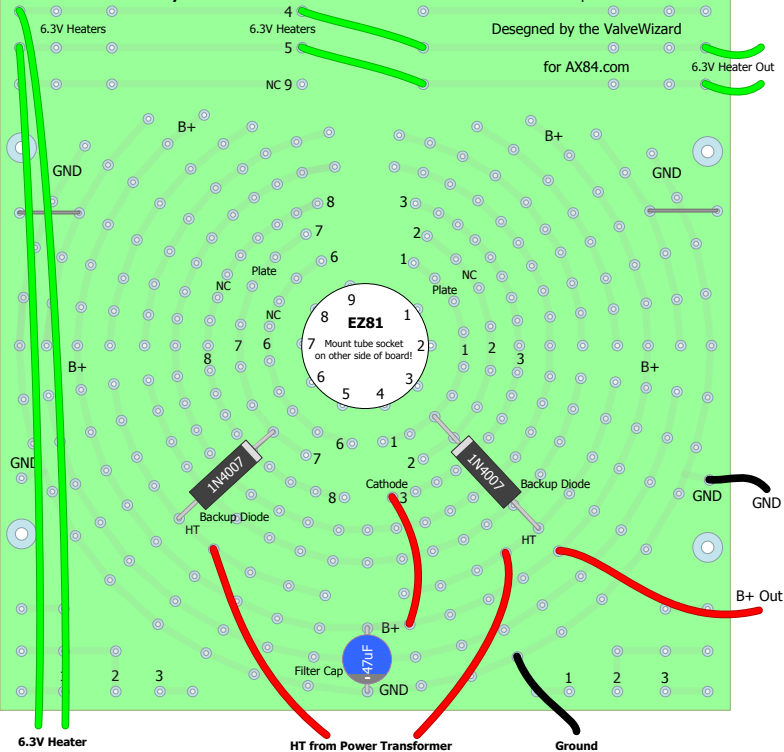 4
6.3V Heaters
6.3V Heaters
5
Desegned by the ValveWizard
for AX84.com
6.3V Heater Out
NC 9
B+
B+
GND
GND
8
3
7
2
6
1
Plate
NC
NC
Plate
9
8
1
EZ81
NC
7
Mount tube socket
on other side of board!
2
6
3
5
4
8
7
6
1
2
3
B+
B+
6
1
7
2
GND
1N4007
1N4007
Cathode
Backup Diode
8
3
GND
GND
Backup Diode
HT
HT
B+ Out
B+
47uF
Filter Cap
GND
2
3
1
2
3
6.3V Heater
HT from Power Transformer
Ground